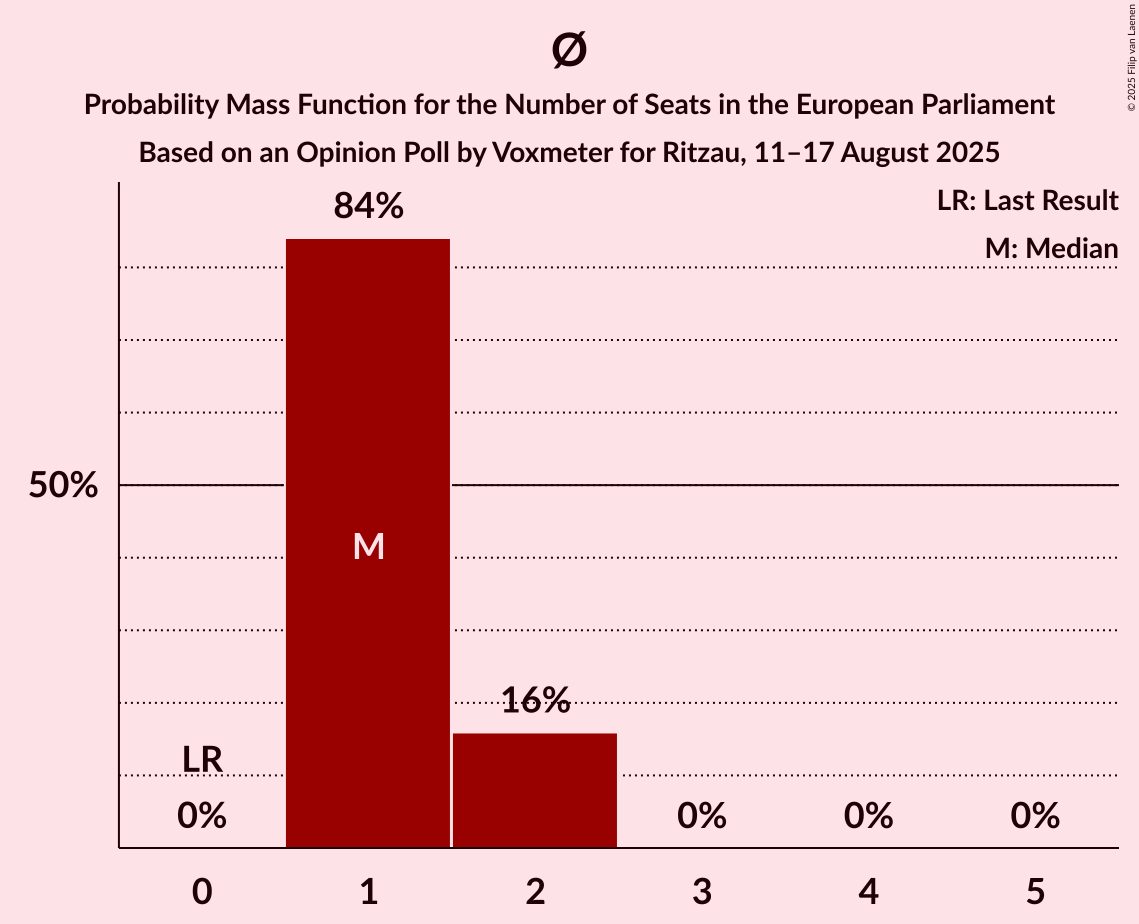 Ø
Probability Mass Function for the Number of Seats in the European Parliament
Based on an Opinion Poll by Voxmeter for Ritzau, 11–17 August 2025
© 2025 Filip van Laenen
LR: Last Result
M: Median
84%
50%
M
16%
LR
0%
0%
0%
0%
0
1
2
3
4
5